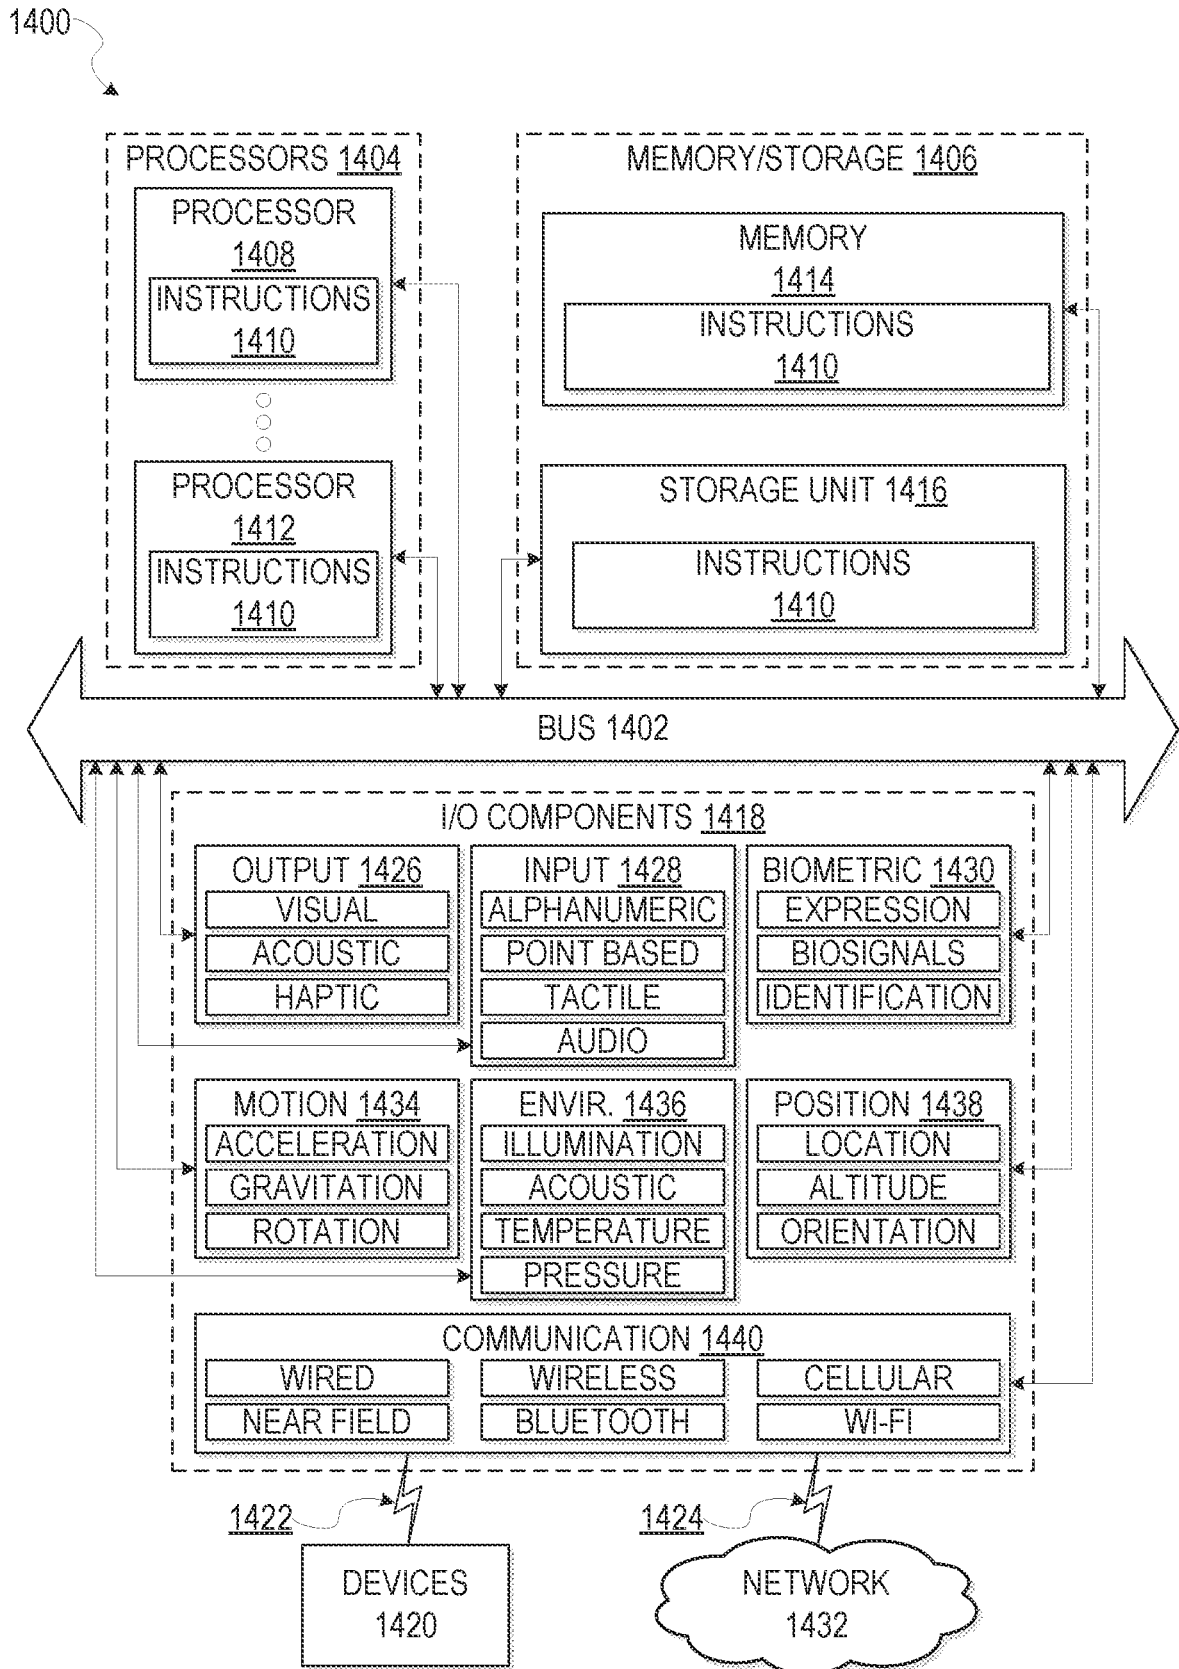 1400
PROCESSORS 1404
PROCESSOR
1408
INSTRUCTIONS
1410
PROCESSOR
1412
INSTRUCTIONS
1410
MEMORY/STORAGE 1406
MEMORY
1414
INSTRUCTIONS
1410
STORAGE UNIT 1416
INSTRUCTIONS
1410
BUS 1402
I/O COMPONENTS 1418
OUTPUT 1426
VISUAL
ACOUSTIC
HAPTIC
INPUT 1428
ALPHANUMERIC
POINT BASED
TACTILE
AUDIO
BIOMETRIC 1430
EXPRESSION
BIOSIGNALS
IDENTIFICATION
MOTION 1434
ACCELERATION
GRAVITATION
ROTATION
ENVIR. 1436
ILLUMINATION
ACOUSTIC
TEMPERATURE
PRESSURE
POSITION 1438
LOCATION
ALTITUDE
ORIENTATION
COMMUNICATION 1440
WIRED
WIRELESS
CELLULAR
NEAR FIELD
BLUETOOTH
WI-FI
1422
1424
DEVICES
1420
NETWORK
1432